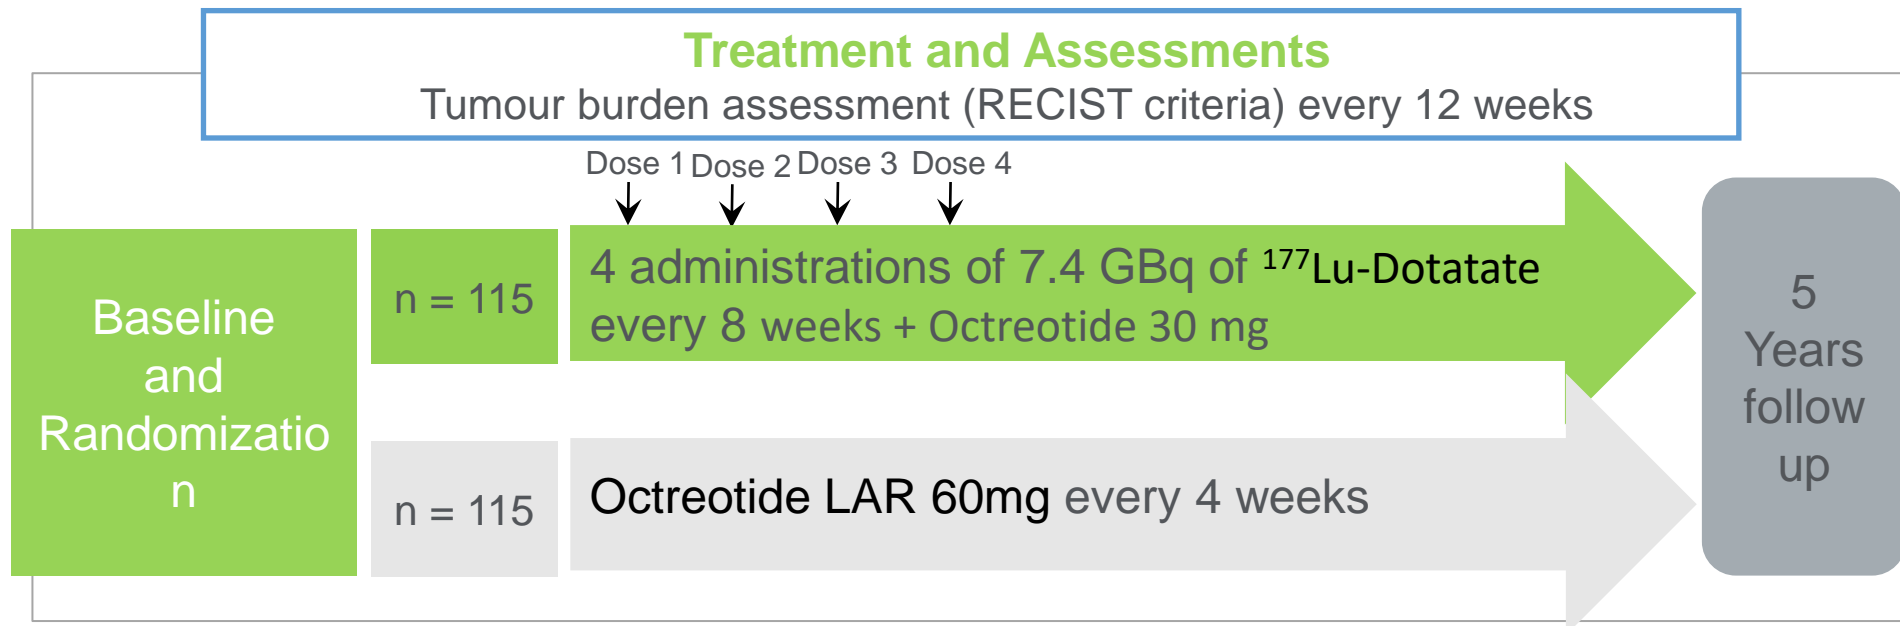 Treatment and Assessments
Tumour burden assessment (RECIST criteria) every 12 weeks
Dose 1 Dose 2 Dose 3 Dose 4
Baseline
and
Randomizatio
n
n = 115
4 administrations of 7.4 GBq of ¹⁷⁷Lu-Dotatate
every 8 weeks + Octreotide 30 mg
n = 115
Octreotide LAR 60mg every 4 weeks
5
Years
follow
up